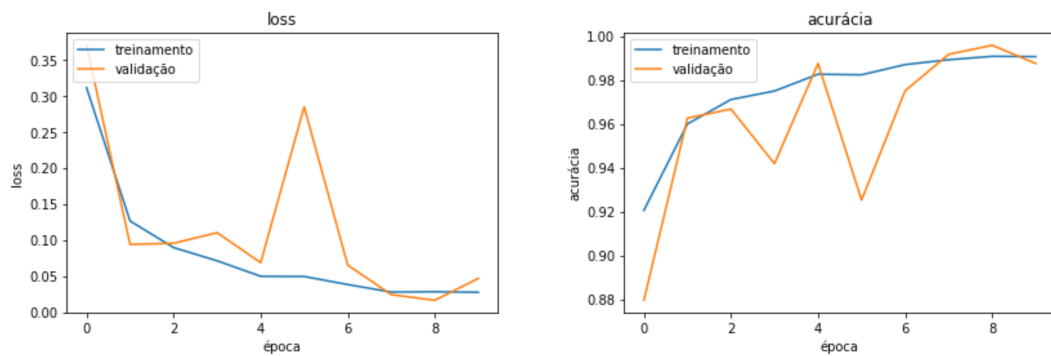 loss
treinamento
validação
0.35
0.30
0.25
0.20
0.15
0.10
0.05
0.00
loss
0 2 4 6 8
época
acurácia
treinamento
validação
1.00
0.98
0.96
0.94
0.92
0.90
0.88
acurácia
0 2 4 6 8
época